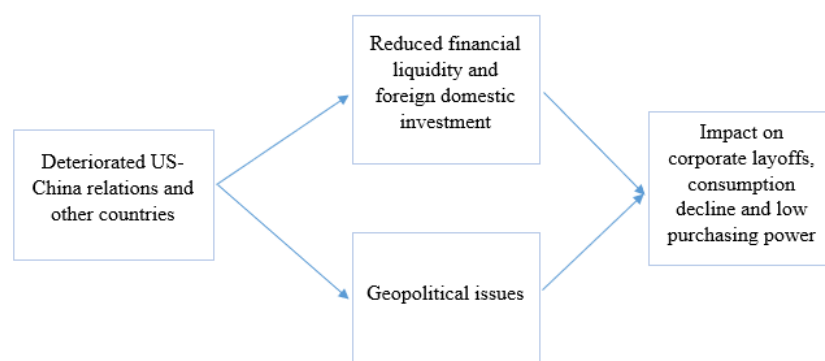 Deteriorated US-
China relations and
other countries
Reduced financial
liquidity and
foreign domestic
investment
Geopolitical issues
Impact on
corporate layoffs,
consumption
decline and low
purchasing power